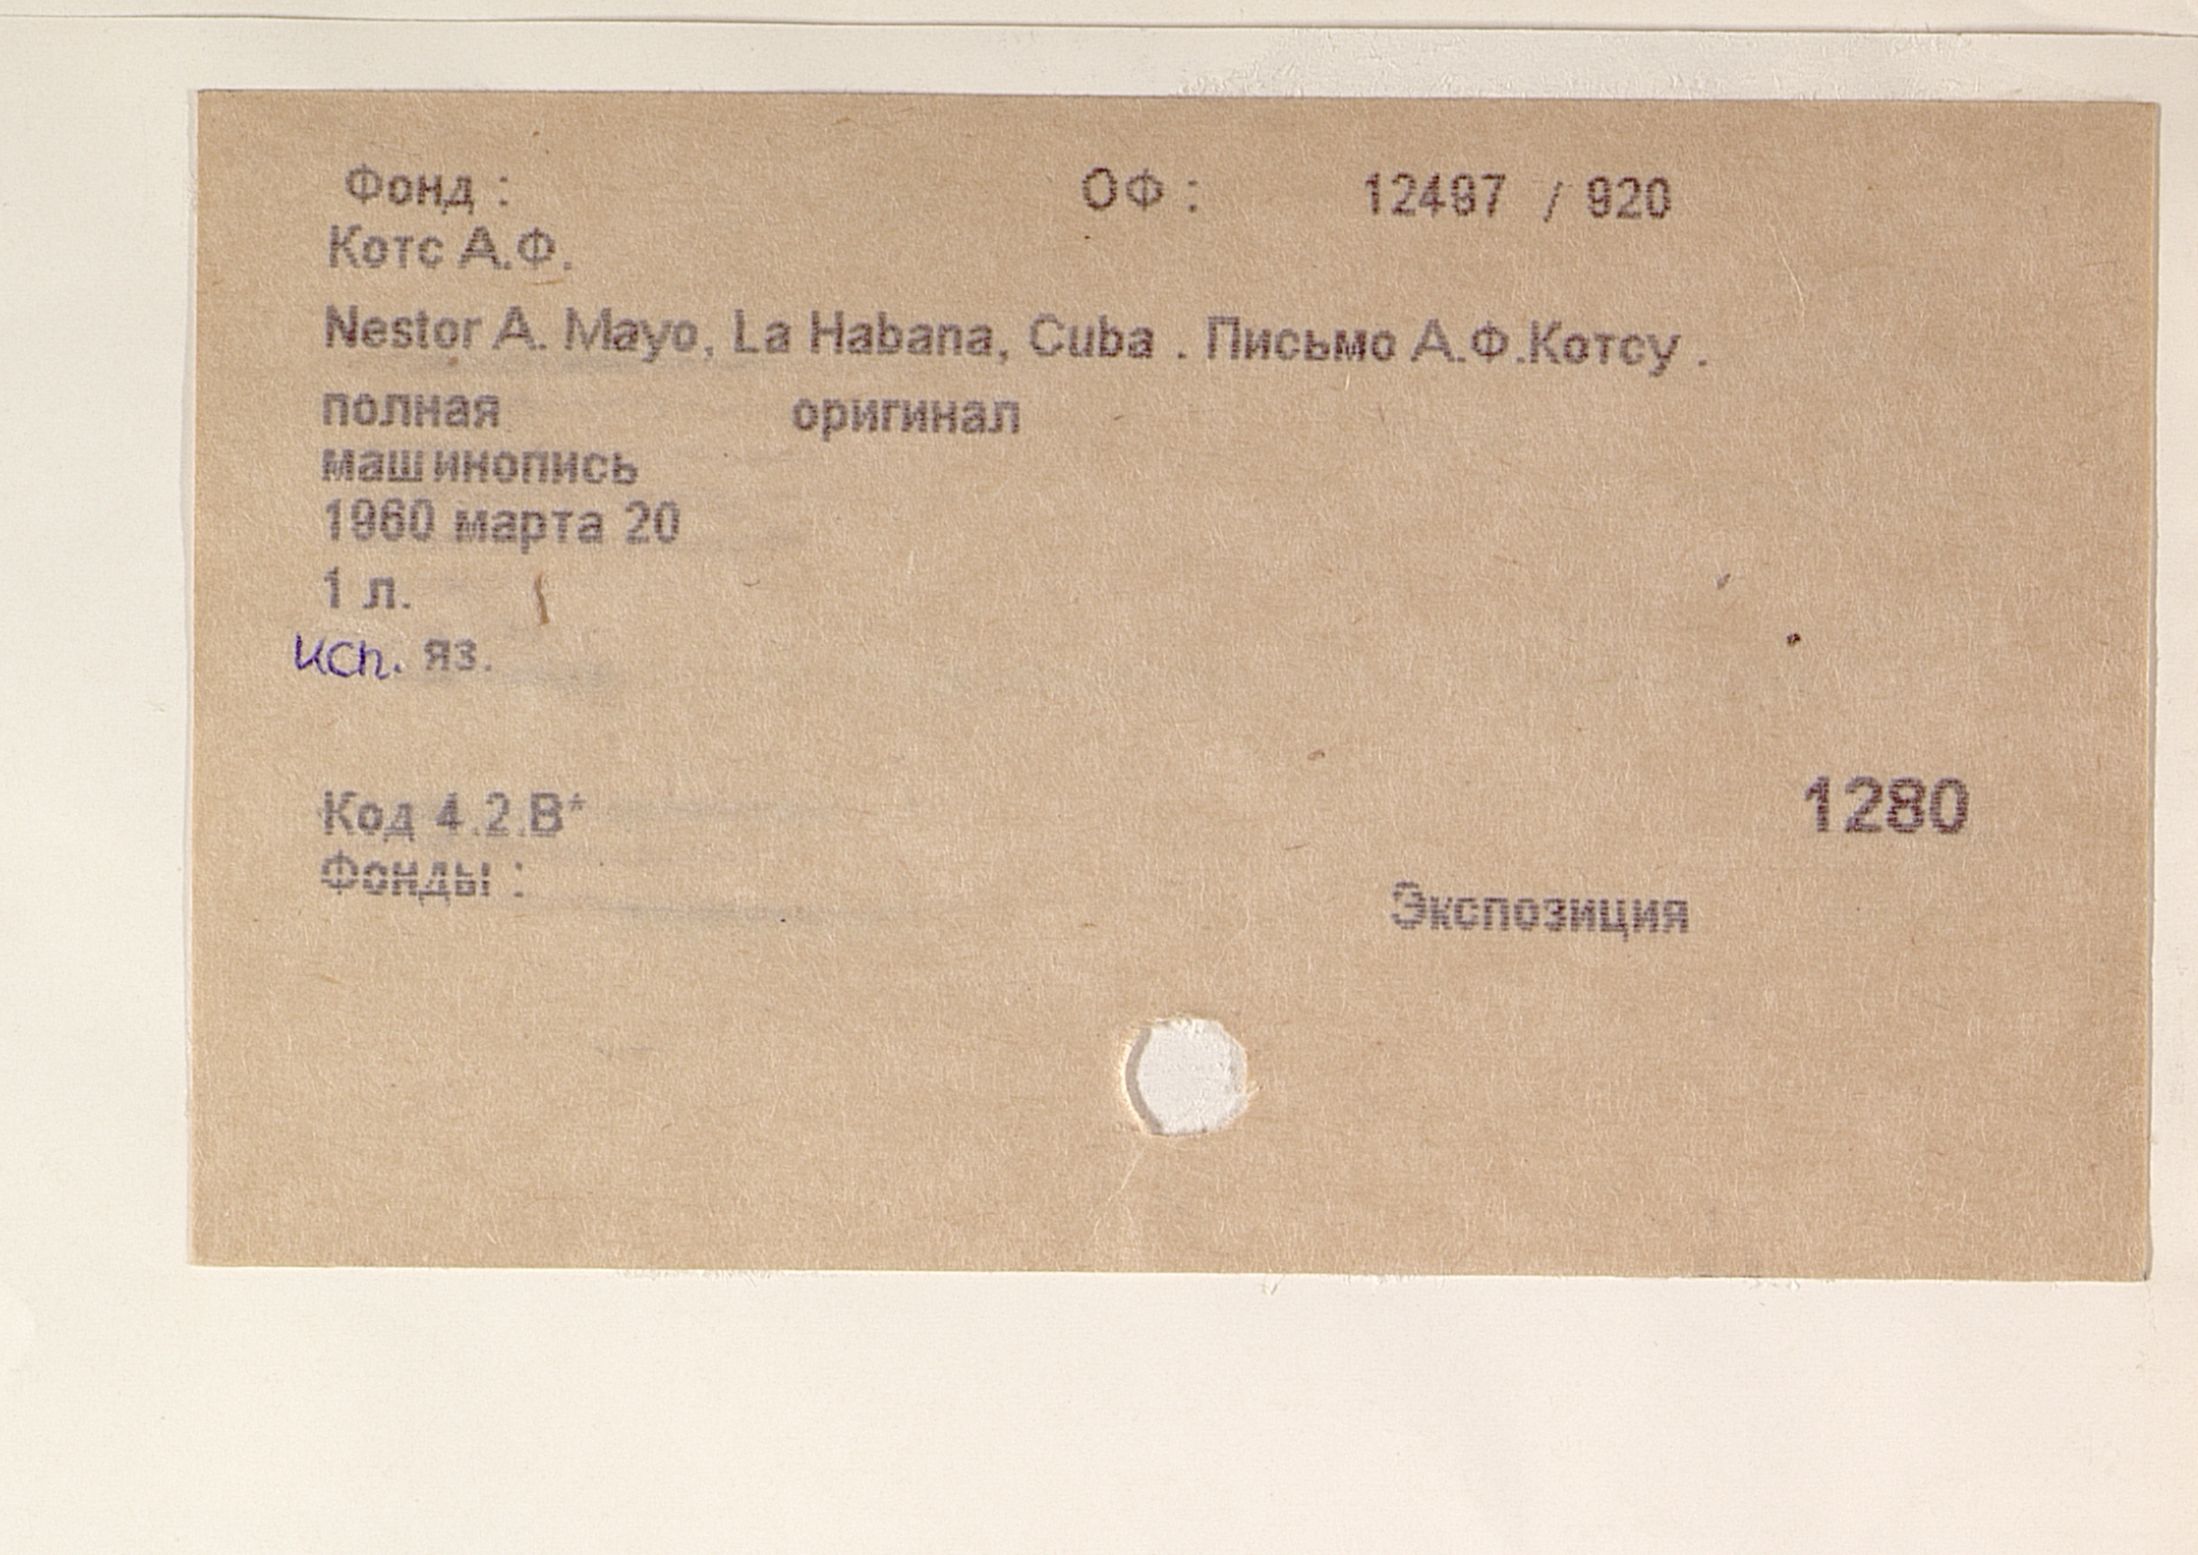 Фонд : ОФ : 12497 / 920
Котс А.Ф.
Nestor A. Mayo, La Habana, Cuba . Письмо А.Ф.Котсу .
полная оригинал
машинопись
1960 марта 20
1 л.
исп. яз.
Код 4.2.В* 1280
Фонды :
Экспозиция